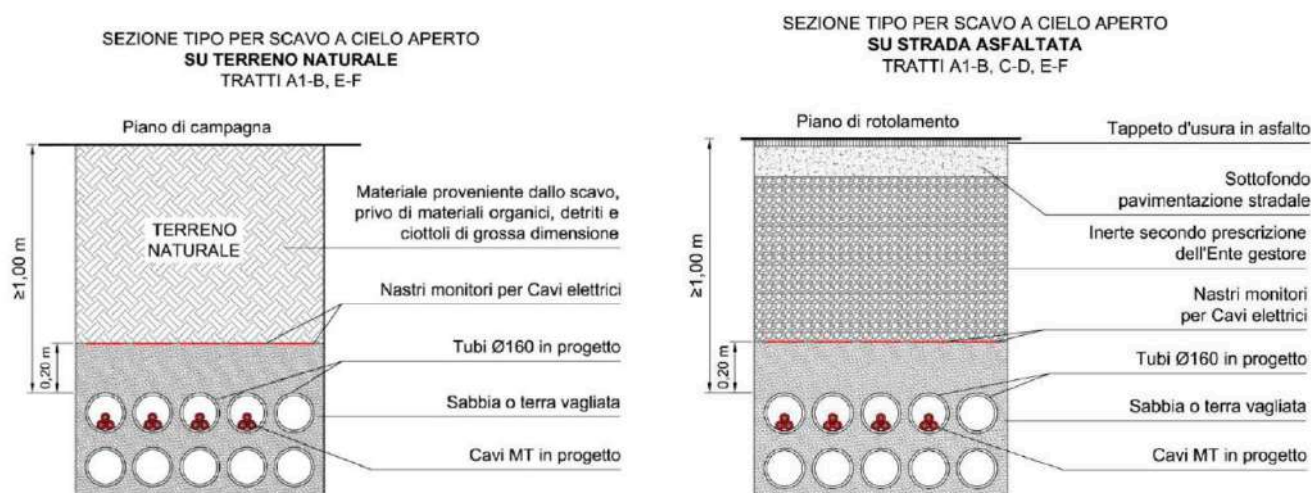 SEZIONE TIPO PER SCAVO A CIELO APERTO
SU TERRENO NATURALE
TRATTI A1-B, E-F
Piano di campagna
≥1,00 m
TERRENO
NATURALE
0,20 m
Materiale proveniente dallo scavo,
privo di materiali organici, detriti e
ciottoli di grossa dimensione
Nastri monitori per Cavi elettrici
Tubi Ø160 in progetto
Sabbia o terra vagliata
Cavi MT in progetto
SEZIONE TIPO PER SCAVO A CIELO APERTO
SU STRADA ASFALTATA
TRATTI A1-B, C-D, E-F
Piano di rotolamento
≥1,00 m
0,20 m
Tappeto d'usura in asfalto
Sottofondo
pavimentazione stradale
Inerte secondo prescrizione
dell'Ente gestore
Nastri monitori
per Cavi elettrici
Tubi Ø160 in progetto
Sabbia o terra vagliata
Cavi MT in progetto